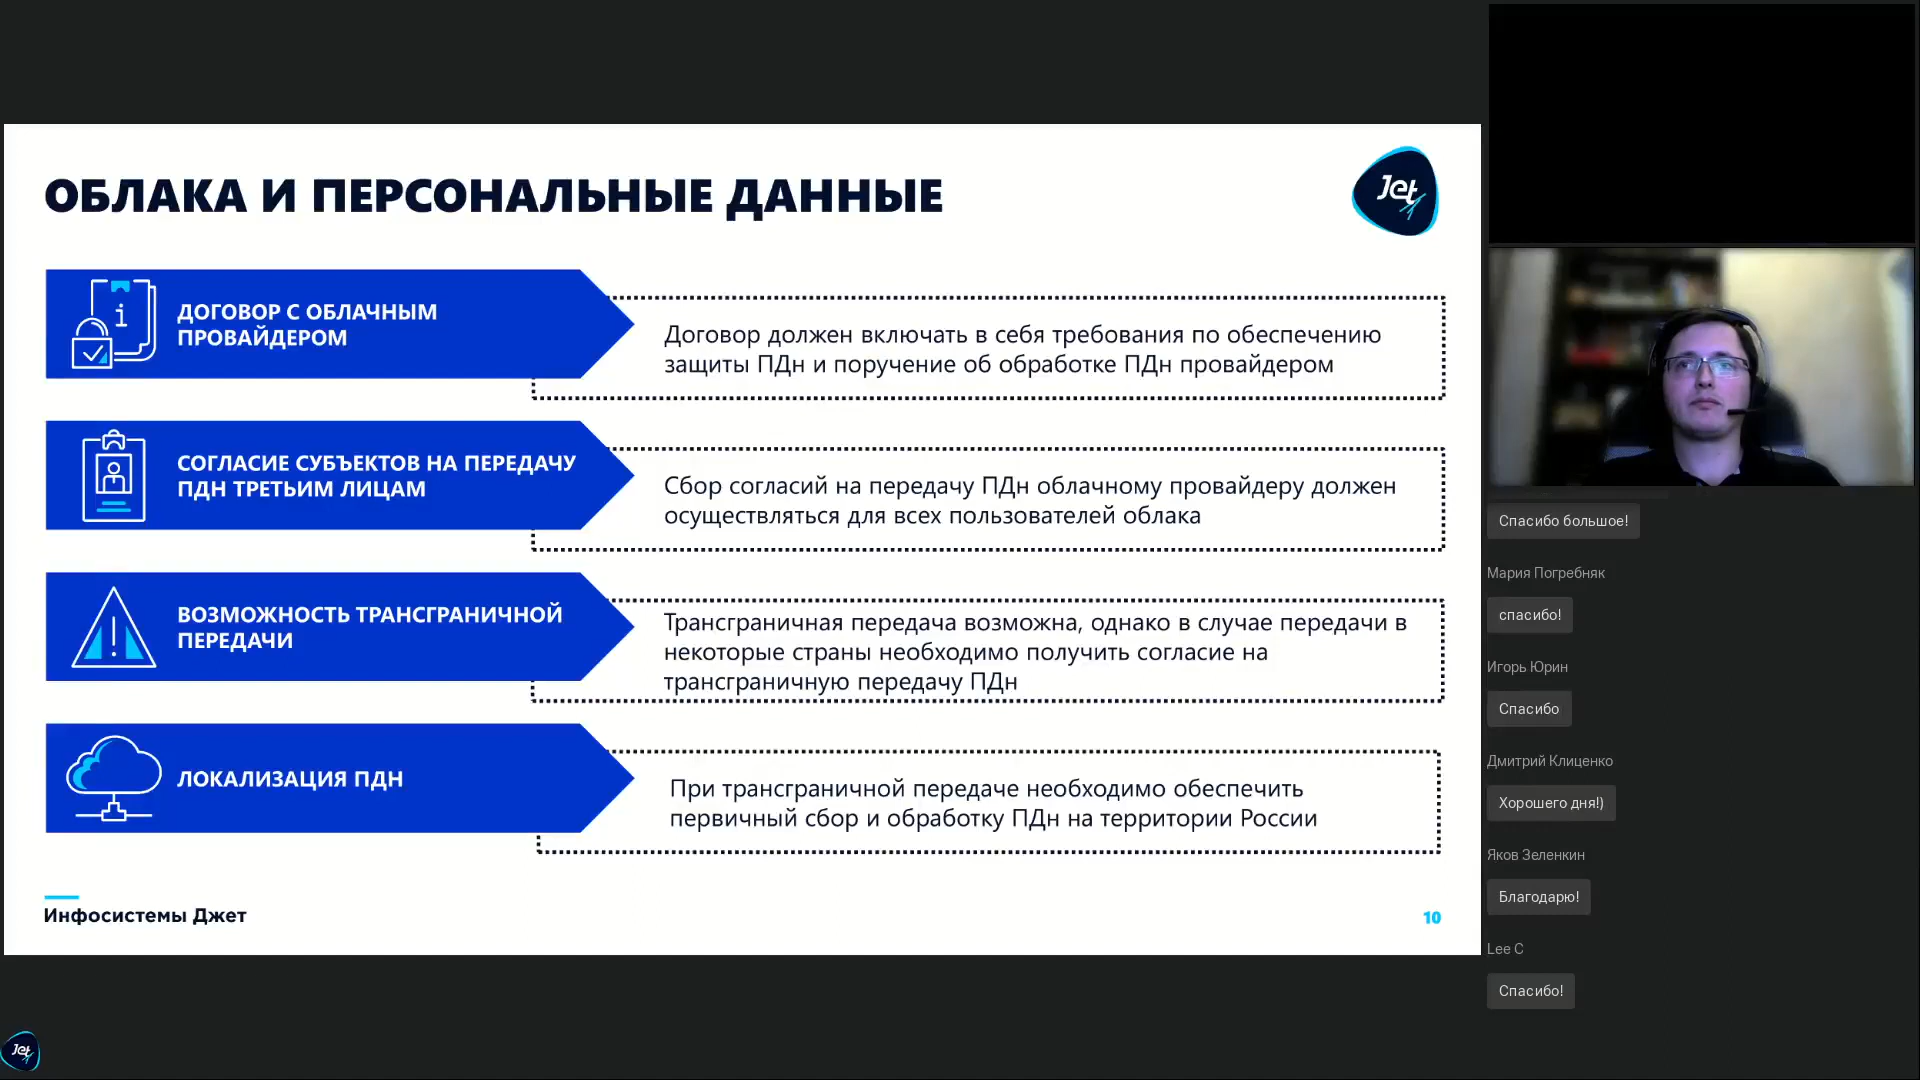 ОБЛАКА И ПЕРСОНАЛЬНЫЕ ДАННЫЕ
Jet
ДОГОВОР С ОБЛАЧНЫМ
ПРОВАЙДЕРОМ
Договор должен включать в себя требования по обеспечению
защиты ПДн и поручение об обработке ПДн провайдером
СОГЛАСИЕ СУБЪЕКТОВ НА ПЕРЕДАЧУ
ПДН ТРЕТЬИМ ЛИЦАМ
Сбор согласий на передачу ПДн облачному провайдеру должен
осуществляться для всех пользователей облака
ВОЗМОЖНОСТЬ ТРАНСГРАНИЧНОЙ
ПЕРЕДАЧИ
Трансграничная передача возможна, однако в случае передачи в
некоторые страны необходимо получить согласие на
трансграничную передачу ПДн
ЛОКАЛИЗАЦИЯ ПДН
При трансграничной передаче необходимо обеспечить
первичный сбор и обработку ПДн на территории России
Инфосистемы Джет
10
Jet
Спасибо большое!
Мария Погребняк
спасибо!
Игорь Юрин
Спасибо
Дмитрий Клиценко
Хорошего дня!)
Яков Зеленкин
Благодарю!
Lee C
Спасибо!